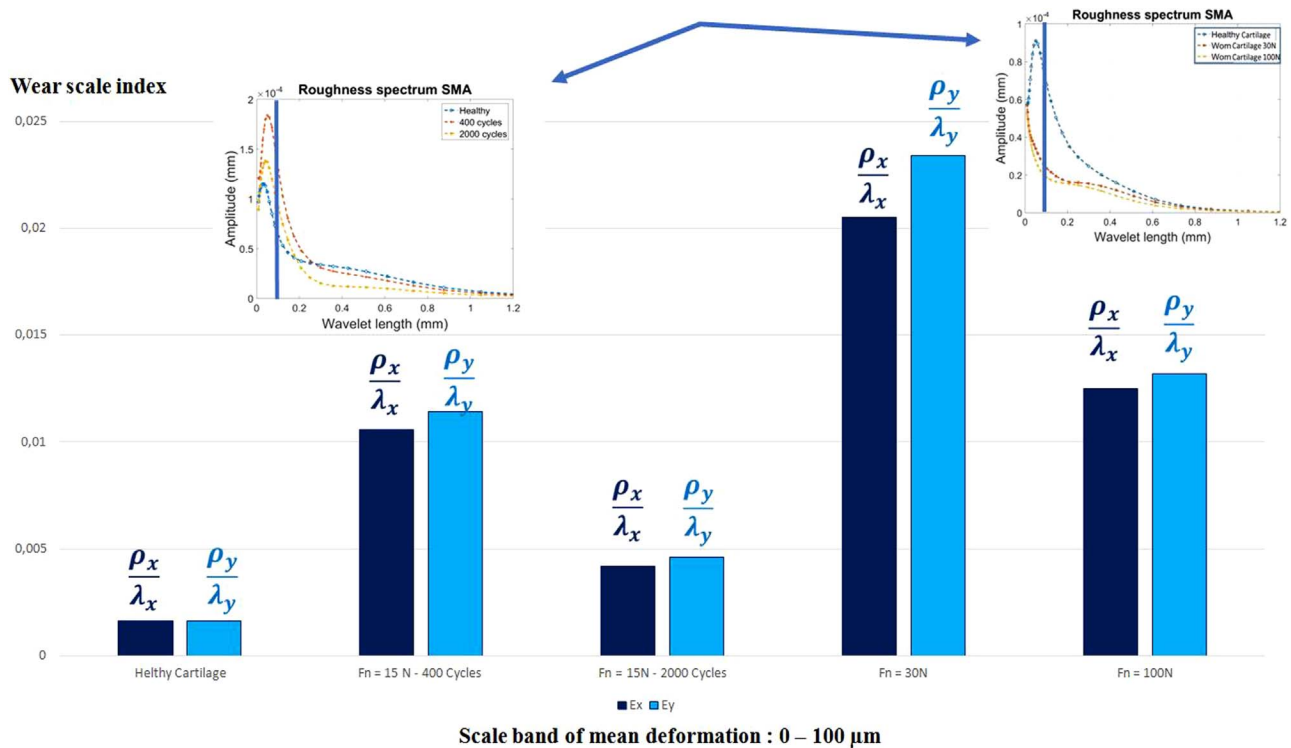 Wear scale index
0,025
0,02
0,015
0,01
0,005
0
Roughness spectrum SMA
2 ×10⁻⁴
1.5
1
0.5
0
Amplitude (mm)
Healthy
400 cycles
2000 cycles
0 0.2 0.4 0.6 0.8 1 1.2
Wavelet length (mm)
Roughness spectrum SMA
1 ×10⁻⁴
0.8
0.6
0.4
0.2
0
Amplitude (mm)
Healthy Cartilage
Worn Cartilage 30N
Worn Cartilage 100N
0 0.2 0.4 0.6 0.8 1 1.2
Wavelet length (mm)
ρx
λx
ρy
λy
ρx
λx
ρy
λy
ρx
λx
ρy
λy
ρx
λx
ρy
λy
ρx
λx
ρy
λy
Helthy Cartilage
Fn = 15 N - 400 Cycles
Fn = 15N - 2000 Cycles
Fn = 30N
Fn = 100N
Ex Ey
Scale band of mean deformation : 0 – 100 µm